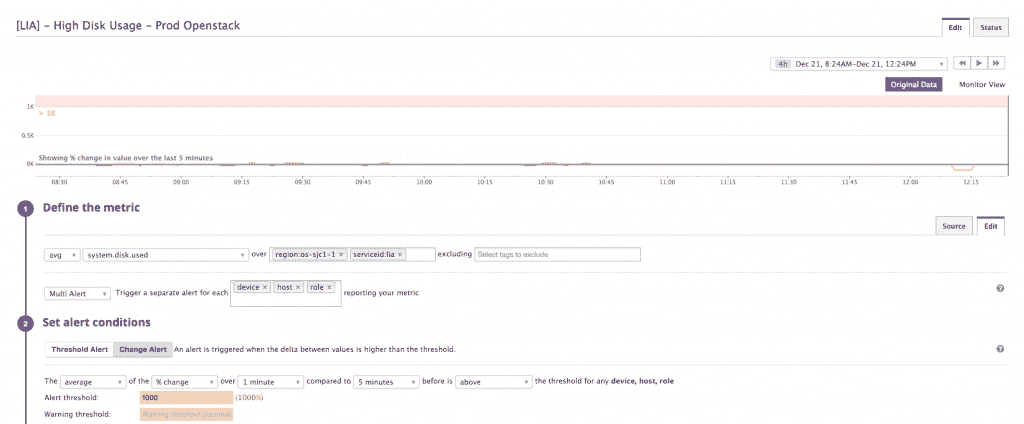 [LIA] - High Disk Usage - Prod Openstack
Edit Status
4h Dec 21, 8:24AM-Dec 21, 12:24PM
Original Data Monitor View
1K
> 1K
0.5K
Showing % change in value over the last 5 minutes
0K
08:30 08:45 09:00 09:15 09:30 09:45 10:00 10:15 10:30 10:45 11:00 11:15 11:30 11:45 12:00 12:15
1 Define the metric
Source Edit
avg system.disk.used over region:os-sjc1-1 × serviceid:lia × excluding Select tags to exclude
Multi Alert Trigger a separate alert for each device × host × role × reporting your metric
2 Set alert conditions
Threshold Alert Change Alert An alert is triggered when the delta between values is higher than the threshold.
The average of the % change over 1 minute compared to 5 minutes before is above the threshold for any device, host, role
Alert threshold: 1000 (1000%)
Warning threshold: Warning threshold (optional)